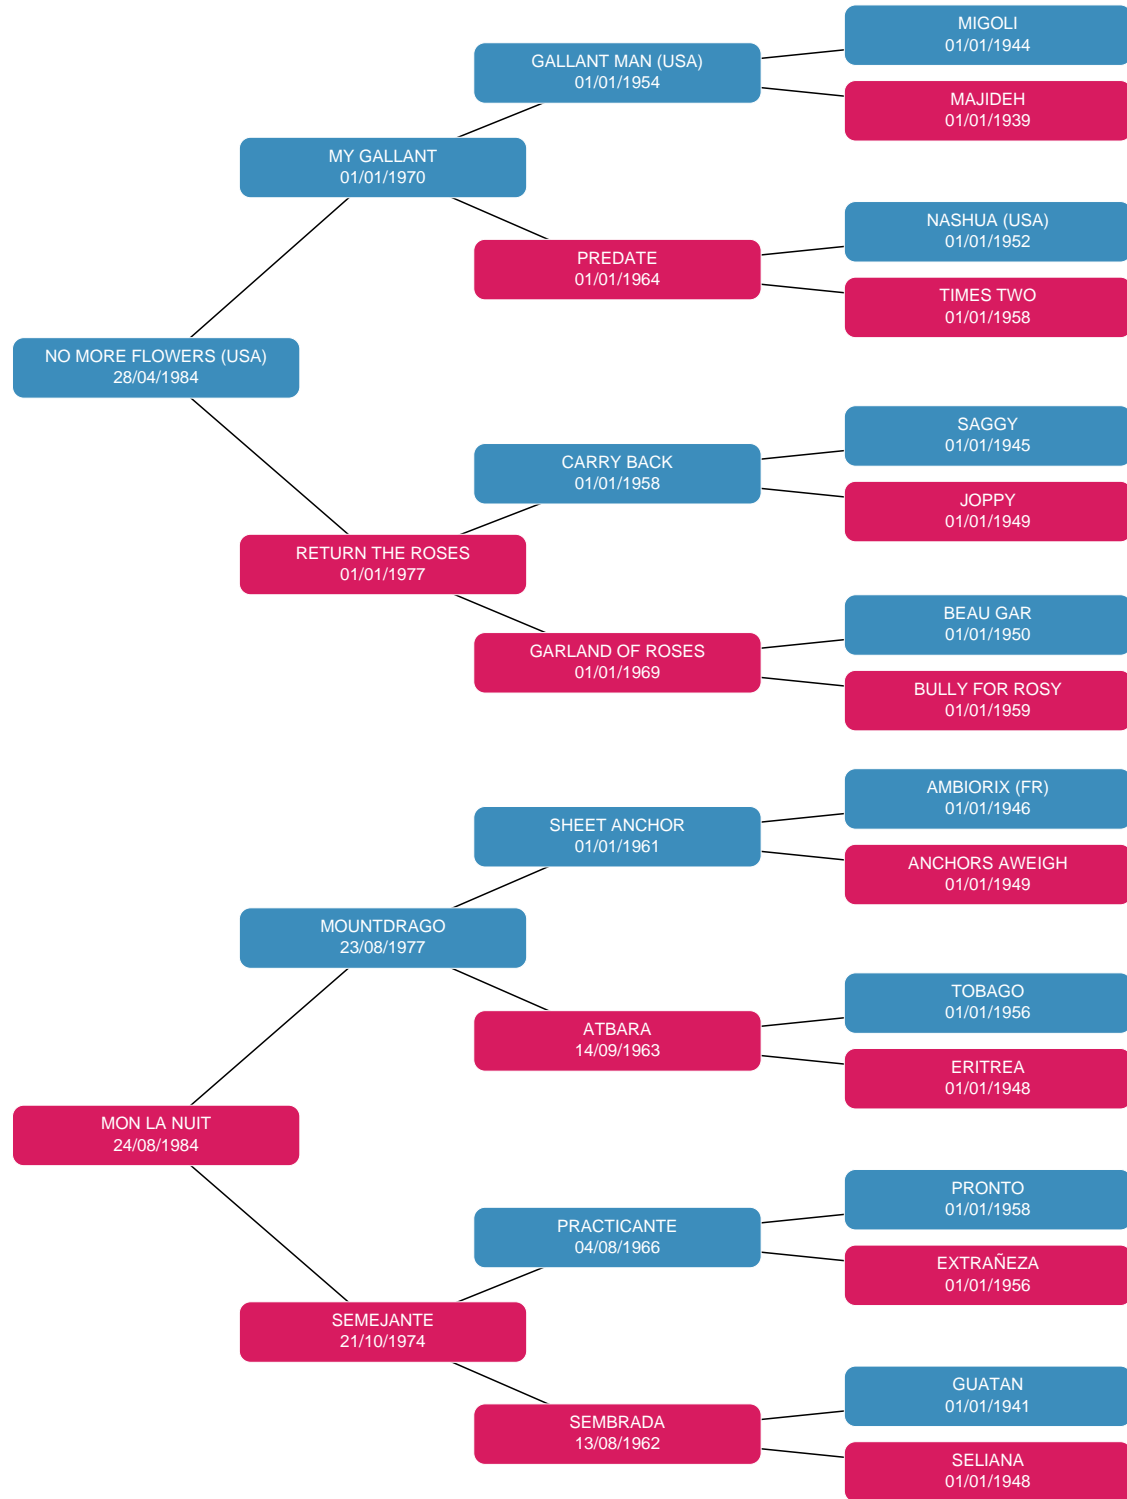 MIGOLI
01/01/1944
GALLANT MAN (USA)
01/01/1954
MAJIDEH
01/01/1939
MY GALLANT
01/01/1970
NASHUA (USA)
01/01/1952
PREDATE
01/01/1964
TIMES TWO
01/01/1958
NO MORE FLOWERS (USA)
28/04/1984
SAGGY
01/01/1945
CARRY BACK
01/01/1958
JOPPY
01/01/1949
RETURN THE ROSES
01/01/1977
BEAU GAR
01/01/1950
GARLAND OF ROSES
01/01/1969
BULLY FOR ROSY
01/01/1959
AMBIORIX (FR)
01/01/1946
SHEET ANCHOR
01/01/1961
ANCHORS AWEIGH
01/01/1949
MOUNTDRAGO
23/08/1977
TOBAGO
01/01/1956
ATBARA
14/09/1963
ERITREA
01/01/1948
MON LA NUIT
24/08/1984
PRONTO
01/01/1958
PRACTICANTE
04/08/1966
EXTRAÑEZA
01/01/1956
SEMEJANTE
21/10/1974
GUATAN
01/01/1941
SEMBRADA
13/08/1962
SELIANA
01/01/1948